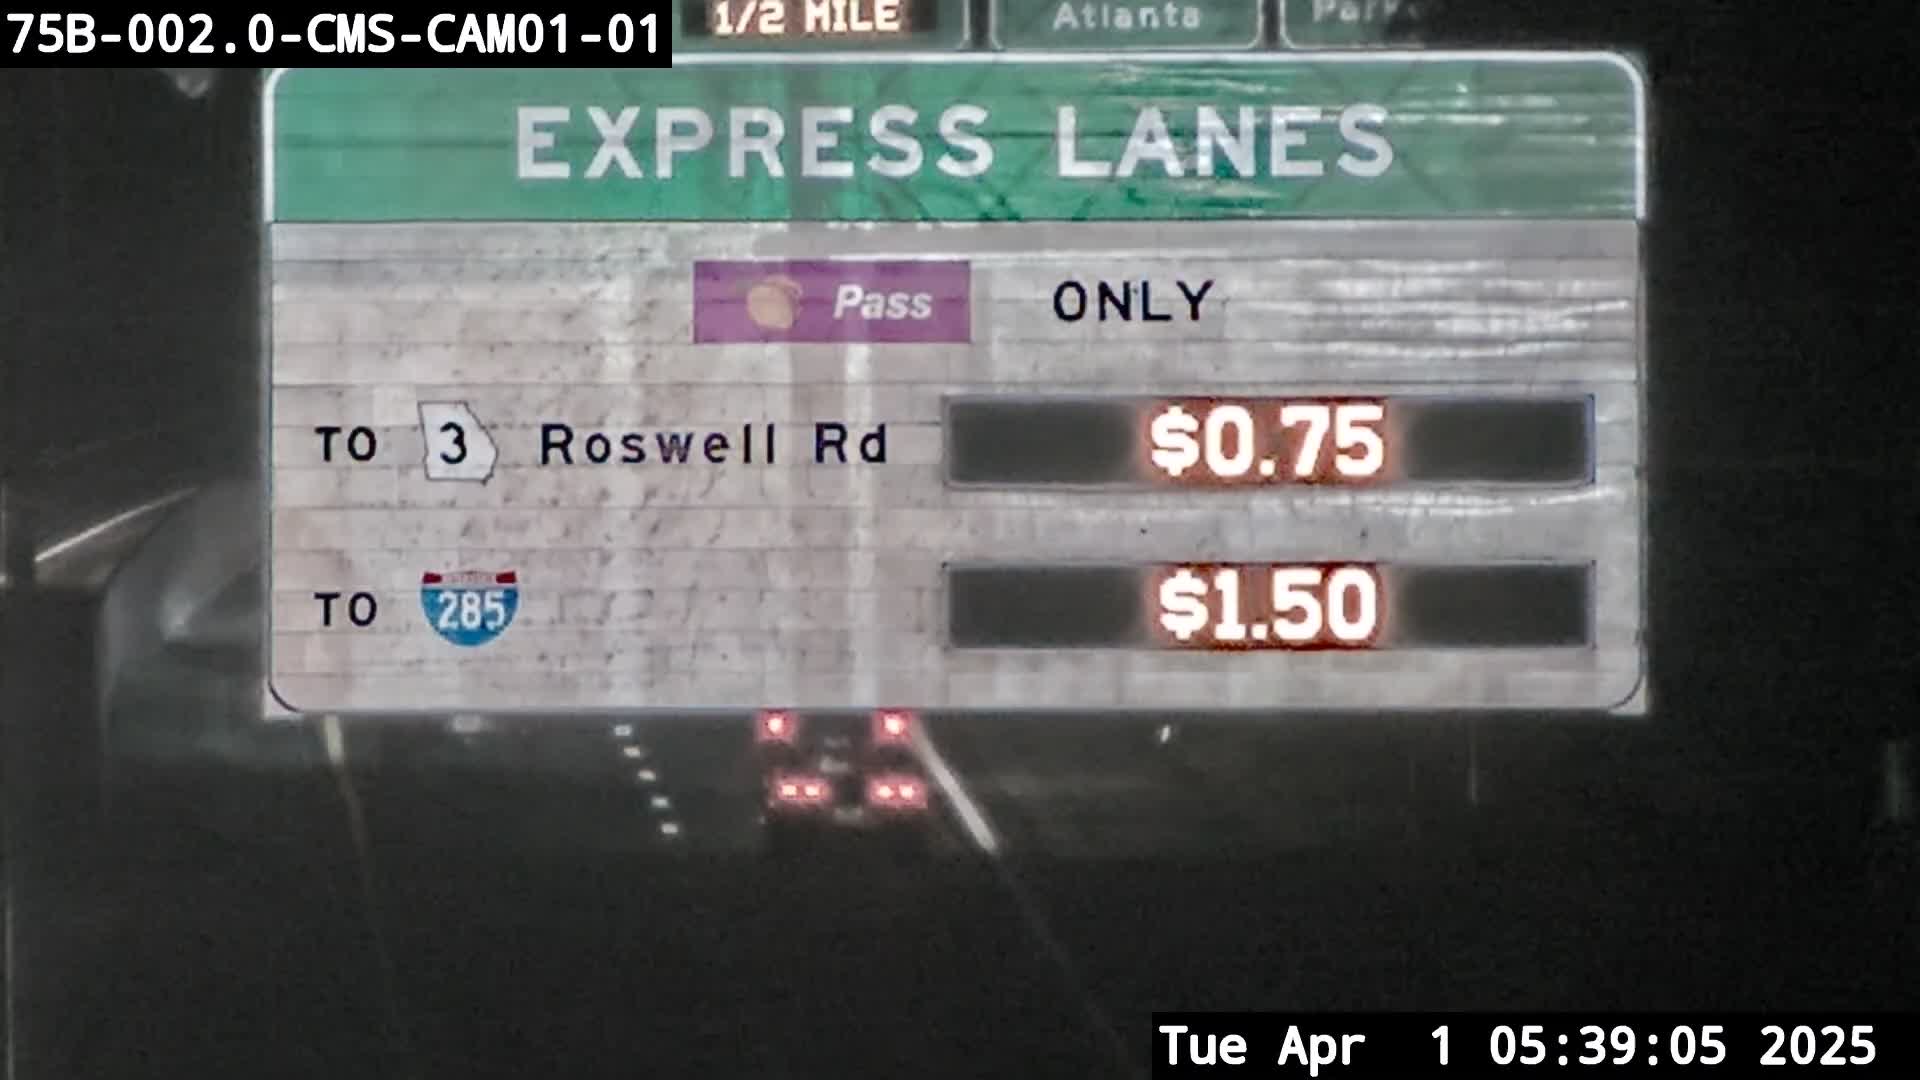 75B-002.0-CMS-CAM01-01
1/2 MILE
Atlanta
EXPRESS LANES
Pass ONLY
TO 3 Roswell Rd $0.75
TO 285 $1.50
Tue Apr 1 05:39:05 2025